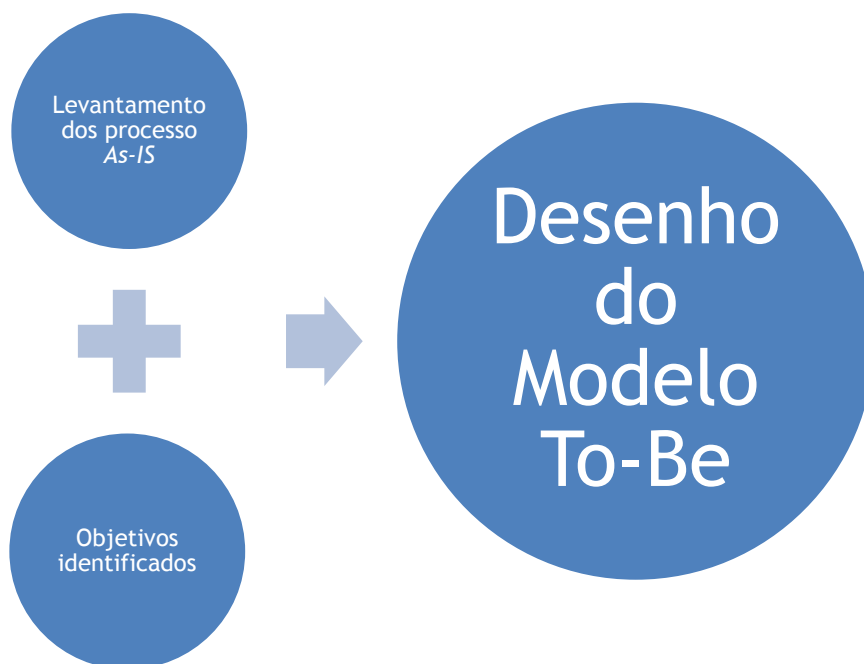 Levantamento
dos processo
As-IS
Objetivos
identificados
Desenho
do
Modelo
To-Be